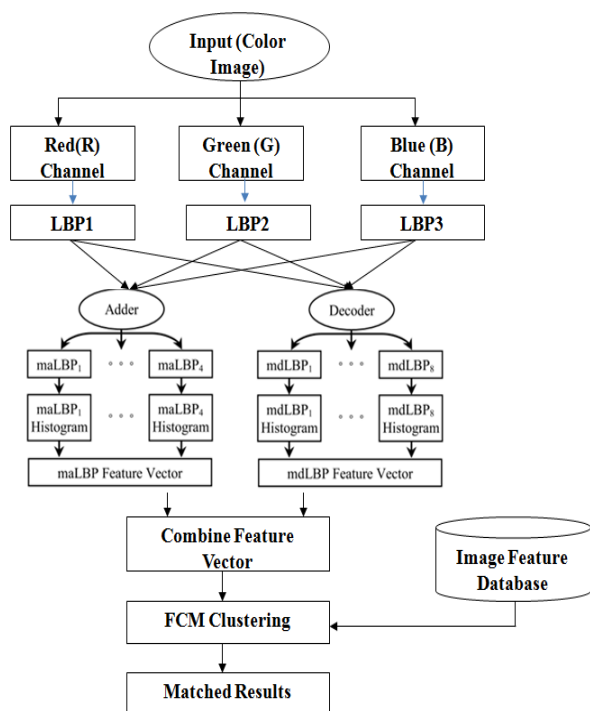 Input (Color
Image)
Red(R)
Channel
Green (G)
Channel
Blue (B)
Channel
LBP1
LBP2
LBP3
Adder
Decoder
maLBP1
maLBP4
mdLBP1
mdLBP8
maLBP1
Histogram
maLBP4
Histogram
mdLBP1
Histogram
mdLBP8
Histogram
maLBP Feature Vector
mdLBP Feature Vector
Combine Feature
Vector
Image Feature
Database
FCM Clustering
Matched Results